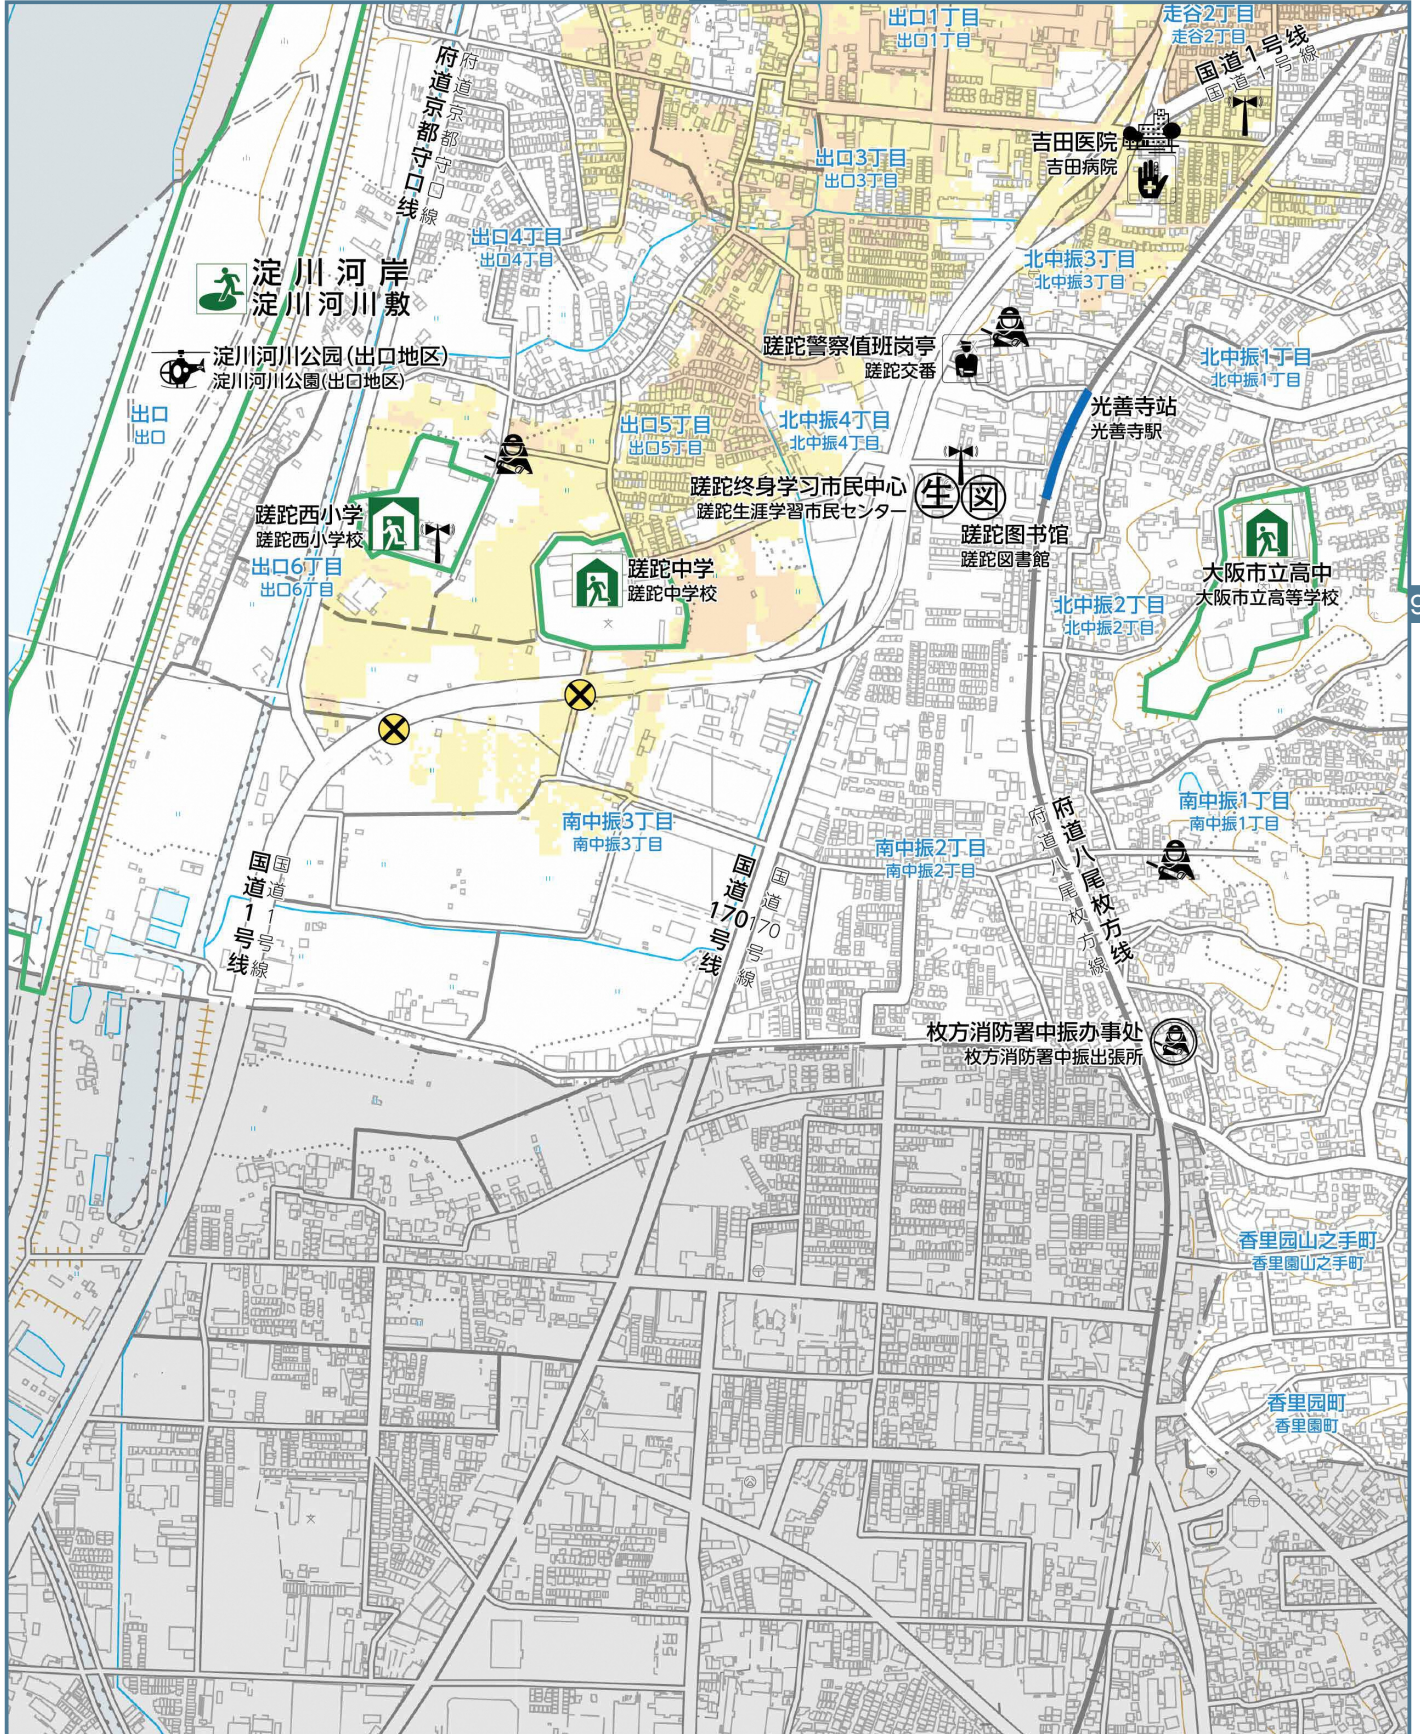 出口1丁目
出口1丁目
走谷2丁目
走谷2丁目
国道1号线
国道1号線
府道京都守口线
府道京都守口線
吉田医院
吉田病院
出口3丁目
出口3丁目
出口4丁目
出口4丁目
北中振3丁目
北中振3丁目
淀川河岸
淀川河川敷
淀川河川公园(出口地区)
淀川河川公園(出口地区)
蹉跎警察值班岗亭
蹉跎交番
北中振1丁目
北中振1丁目
出口
出口
光善寺站
光善寺駅
出口5丁目
出口5丁目
北中振4丁目
北中振4丁目
蹉跎终身学习市民中心
蹉跎生涯学習市民センター
生
図
蹉跎西小学
蹉跎西小学校
蹉跎图书馆
蹉跎図書館
出口6丁目
出口6丁目
蹉跎中学
蹉跎中学校
大阪市立高中
大阪市立高等学校
北中振2丁目
北中振2丁目
9
南中振1丁目
南中振1丁目
南中振3丁目
南中振3丁目
南中振2丁目
南中振2丁目
府道八尾枚方线
府道八尾枚方線
国道1号线
国道1号線
国道170号线
国道170号線
枚方消防署中振办事处
枚方消防署中振出張所
香里园山之手町
香里園山之手町
香里园町
香里園町